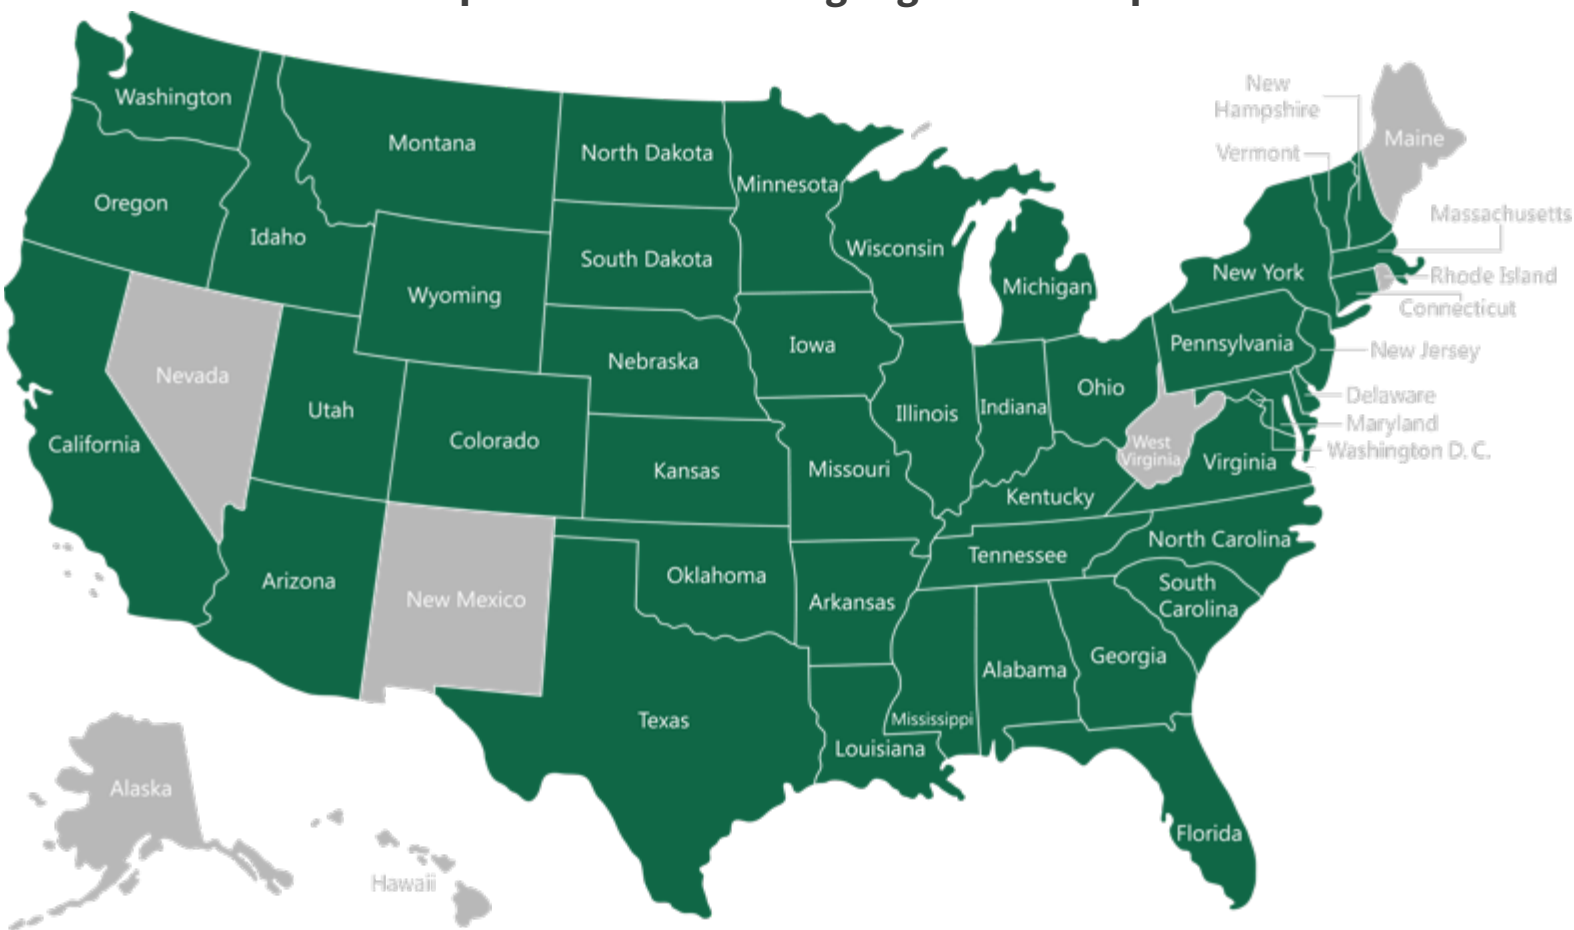 Washington
Montana
North Dakota
Minnesota
New
Hampshire
Maine
Vermont
Oregon
Idaho
South Dakota
Wisconsin
Massachusetts
Wyoming
Michigan
New York
Rhode Island
Connecticut
Nevada
Nebraska
Iowa
Pennsylvania
New Jersey
Utah
Illinois
Indiana
Ohio
Delaware
California
Colorado
Kansas
Missouri
West
Virginia
Virginia
Maryland
Washington D. C.
Kentucky
Arizona
New Mexico
Oklahoma
Arkansas
Tennessee
North Carolina
South
Carolina
Texas
Mississippi
Alabama
Georgia
Louisiana
Alaska
Hawaii
Florida